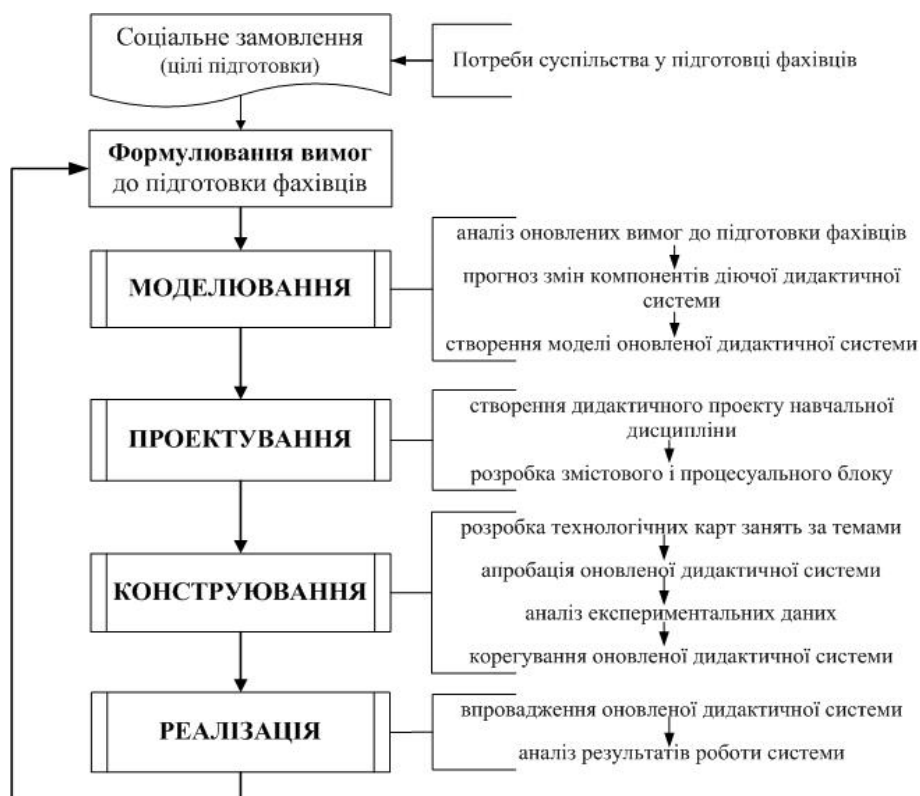 Соціальне замовлення
(цілі підготовки)
Потреби суспільства у підготовці фахівців
Формулювання вимог
до підготовки фахівців
МОДЕЛЮВАННЯ
аналіз оновлених вимог до підготовки фахівців
прогноз змін компонентів діючої дидактичної
системи
створення моделі оновленої дидактичної системи
ПРОЕКТУВАННЯ
створення дидактичного проекту навчальної
дисципліни
розробка змістового і процесуального блоку
КОНСТРУЮВАННЯ
розробка технологічних карт занять за темами
апробація оновленої дидактичної системи
аналіз експериментальних даних
корегування оновленої дидактичної системи
РЕАЛІЗАЦІЯ
впровадження оновленої дидактичної системи
аналіз результатів роботи системи